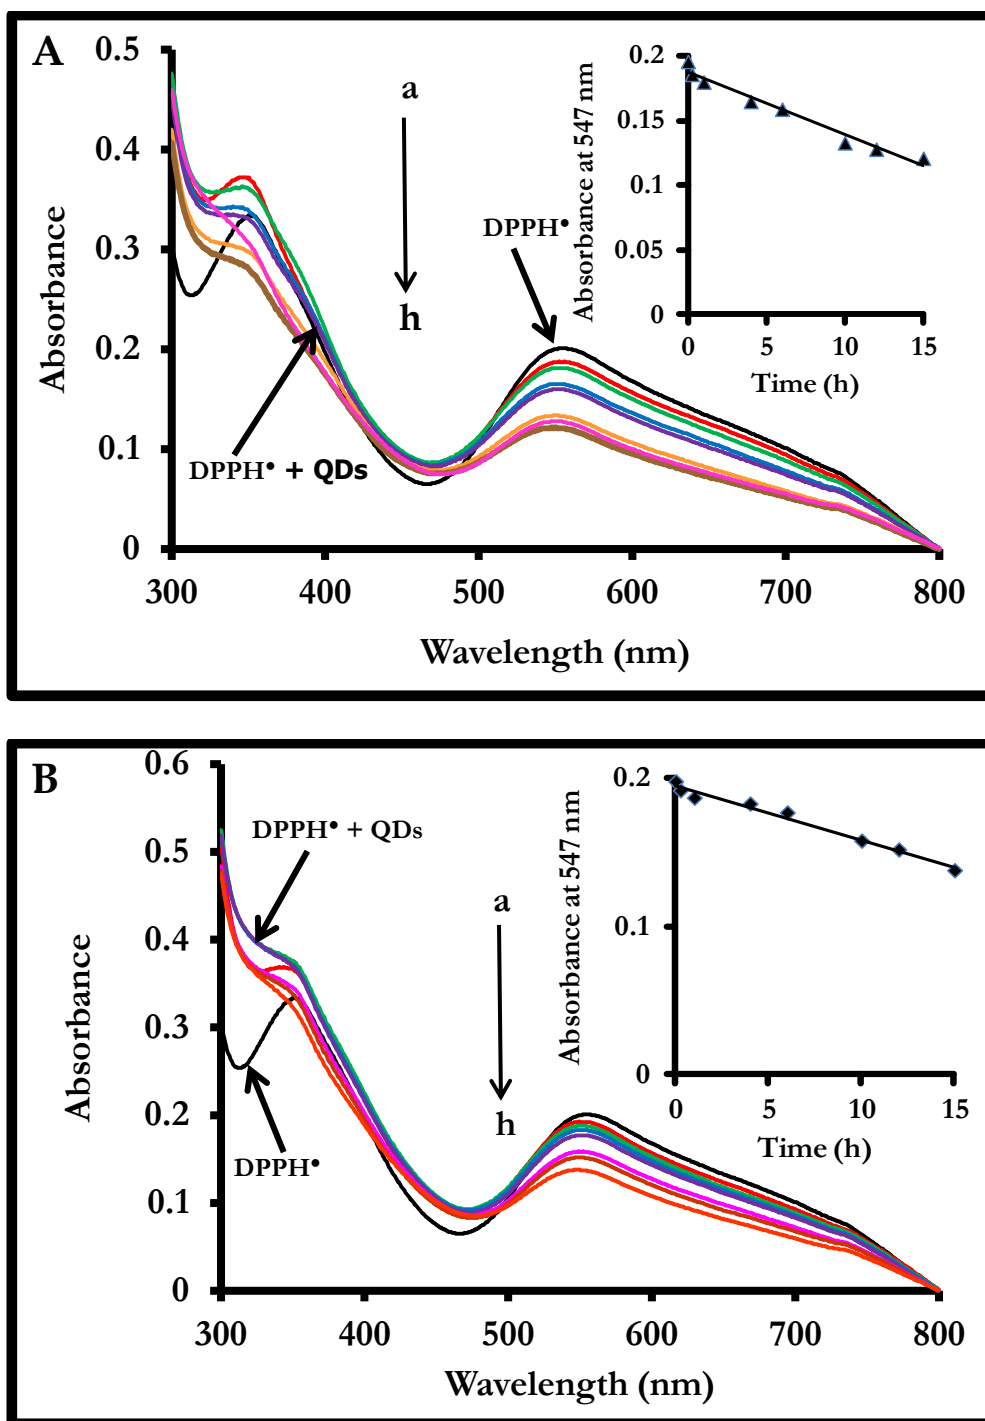 A
0.5
0.4
0.3
0.2
0.1
0
300
400
500
600
700
800
Absorbance
Wavelength (nm)
a
h
DPPH•
DPPH• + QDs
0.2
0.15
0.1
0.05
0
0
5
10
15
Absorbance at 547 nm
Time (h)
B
0.6
0.5
0.4
0.3
0.2
0.1
0
300
400
500
600
700
800
Absorbance
Wavelength (nm)
DPPH• + QDs
a
h
DPPH•
0.2
0.1
0
0
5
10
15
Absorbance at 547 nm
Time (h)